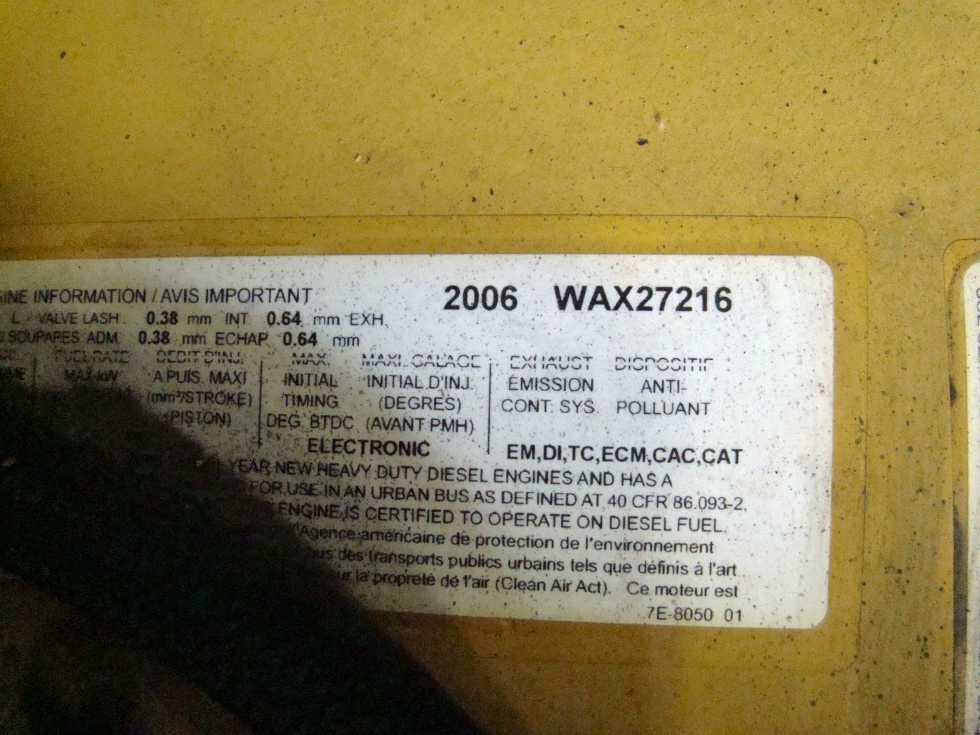 INE INFORMATION / AVIS IMPORTANT
2006 WAX27216
L VALVE LASH 0.38 mm INT 0.64 mm EXH,
SOUPAPES ADM 0.38 mm ECHAP 0.64 mm
FUEL RATE DEBIT D'INJ. MAX. MAXI. CALAGE EXHAUST DISPOSITIF
MAX kW A PUIS. MAXI INITIAL INITIAL D'INJ. EMISSION ANTI-
(mm³/STROKE) TIMING (DEGRES) CONT. SYS. POLLUANT
(PISTON) DEG. BTDC (AVANT PMH)
ELECTRONIC EM,DI,TC,ECM,CAC,CAT
YEAR NEW HEAVY DUTY DIESEL ENGINES AND HAS A
FOR USE IN AN URBAN BUS AS DEFINED AT 40 CFR 86.093-2,
ENGINE IS CERTIFIED TO OPERATE ON DIESEL FUEL.
Agence américaine de protection de l'environnement
bus des transports publics urbains tels que définis à l'art
ur la propreté de l'air (Clean Air Act). Ce moteur est
7E-8050 01